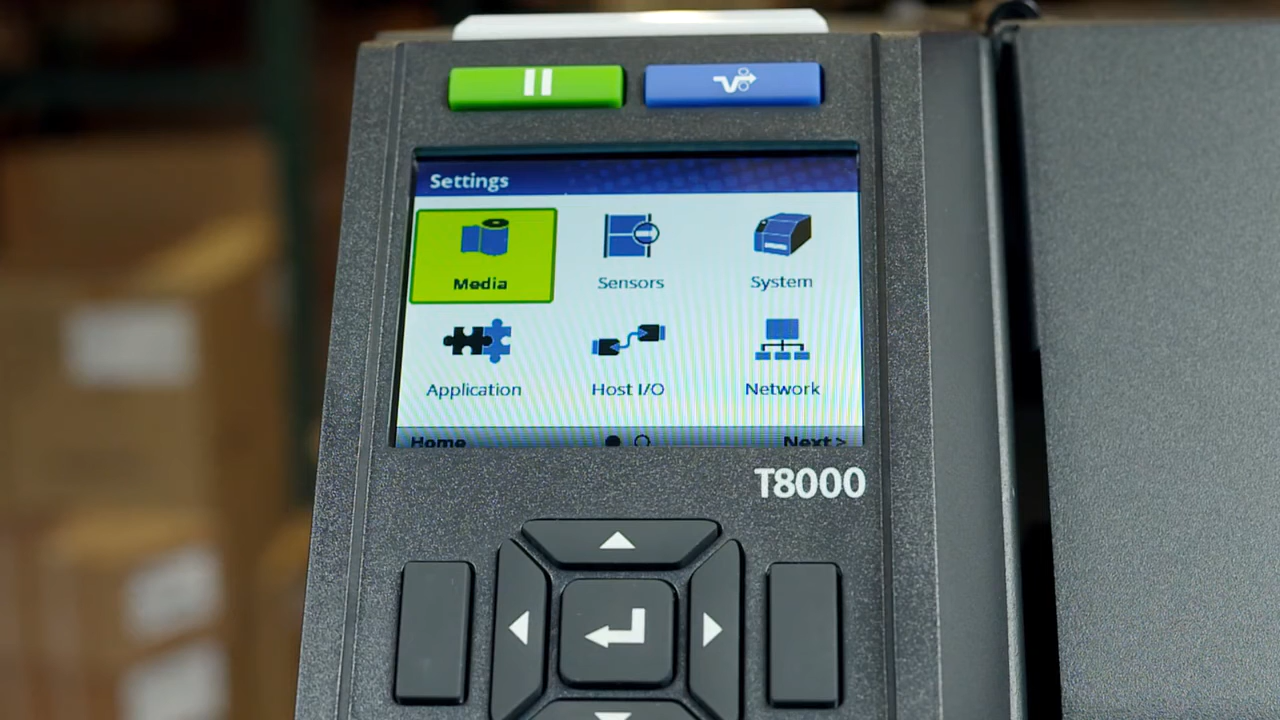 Settings
Media Sensors System
Application Host I/O Network
Home Next >
T8000